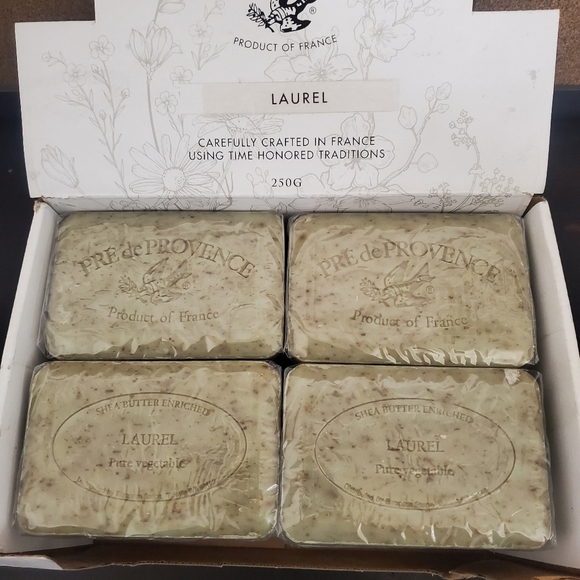 ®
PRODUCT OF FRANCE
LAUREL
CAREFULLY CRAFTED IN FRANCE
USING TIME HONORED TRADITIONS
250G
PRÉ de PROVENCE
®
Product of France
PRÉ de PROVENCE
®
Product of France
SHEA BUTTER ENRICHED
LAUREL
Pure vegetable
SHEA BUTTER ENRICHED
LAUREL
Pure vegetable